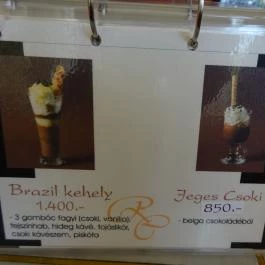 Brazil kehely
1.400.-
- 3 gombóc fagyi (csoki, vanília),
tejszínhab, hideg kávé, tojáslikőr,
csoki kávészem, piskóta
Jeges Csoki
850.-
- belga csokoládéból